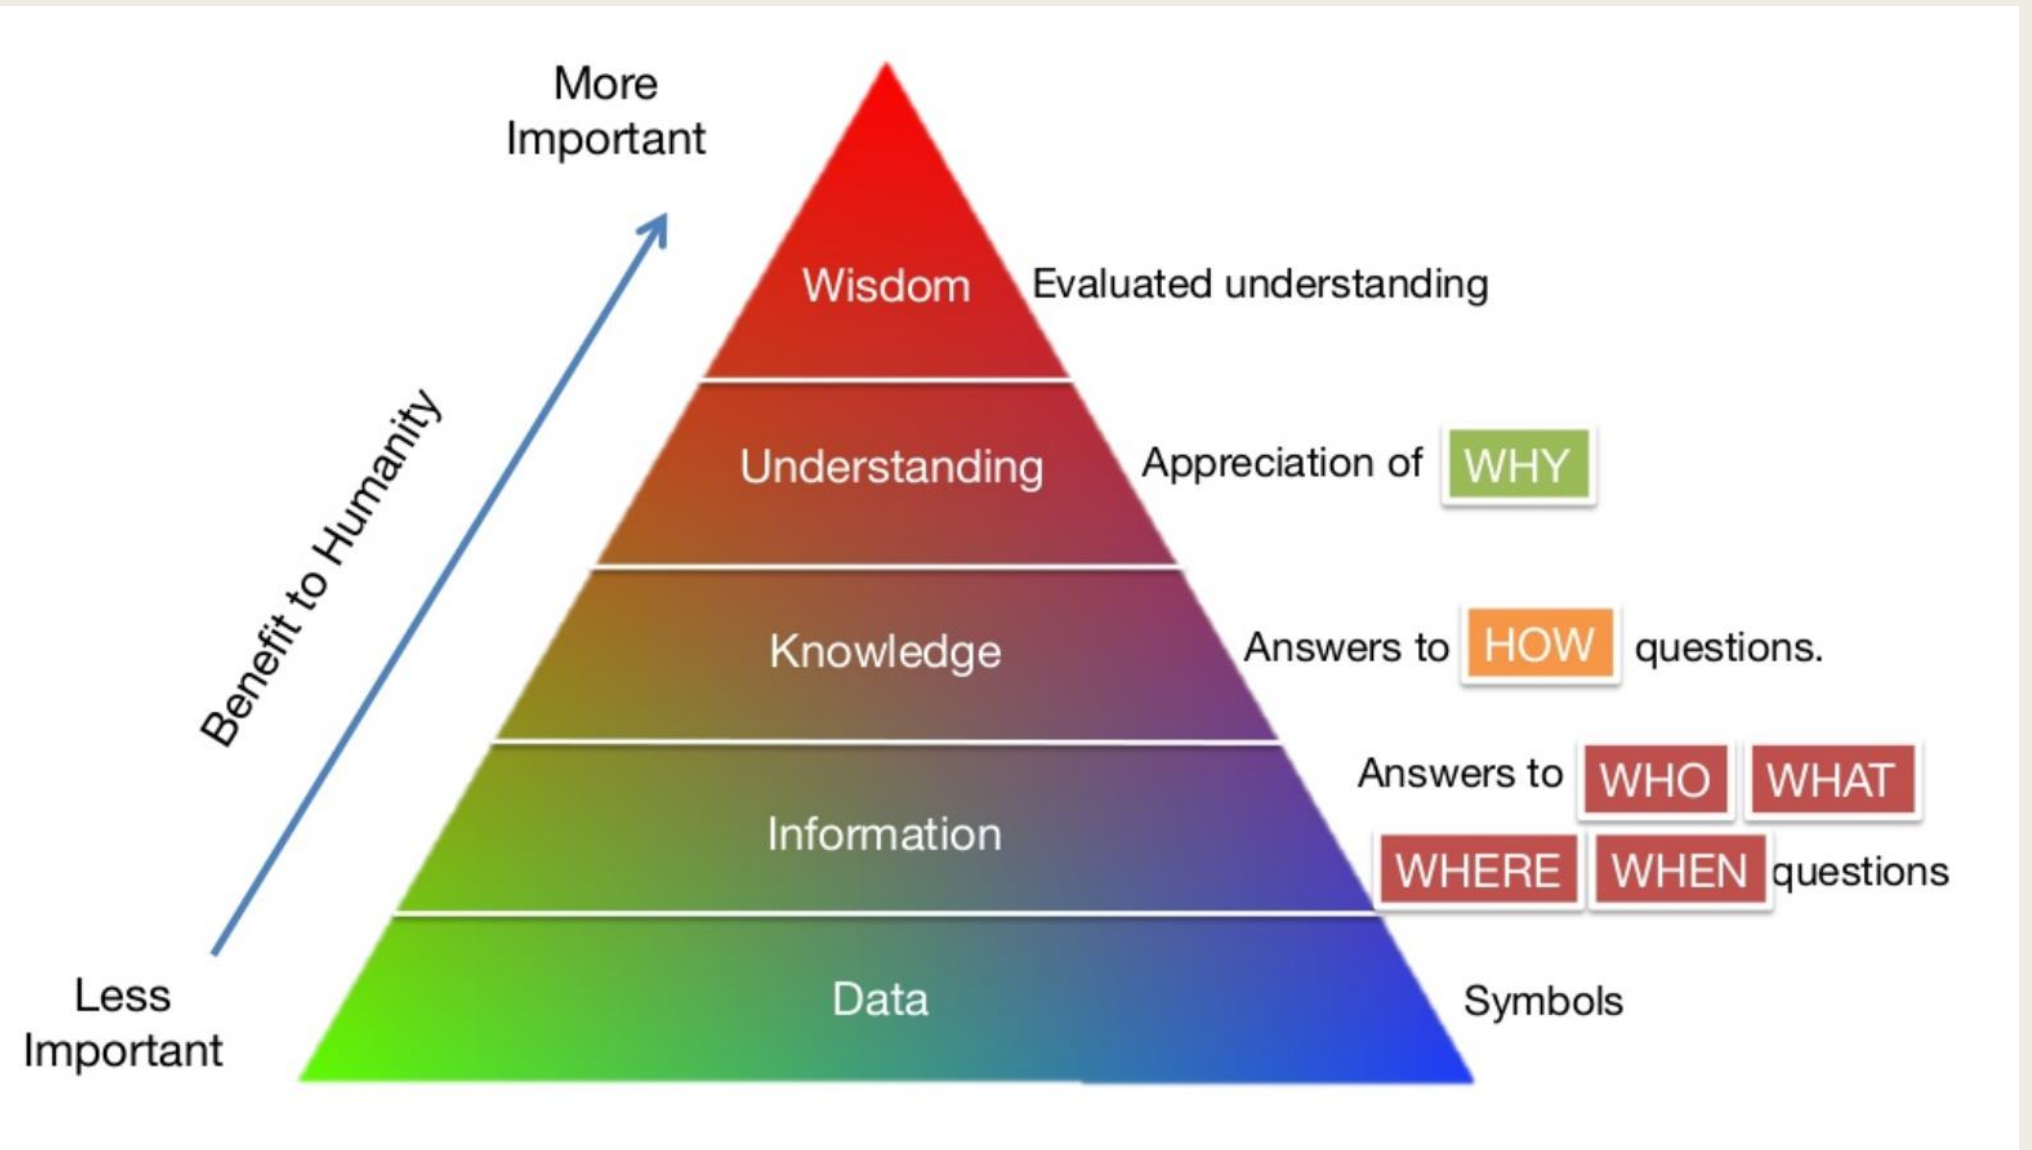 More
Important
Wisdom Evaluated understanding
Understanding Appreciation of WHY
Benefit to Humanity
Knowledge Answers to HOW questions.
Answers to WHO WHAT
Information
WHERE WHEN questions
Less
Important
Data Symbols